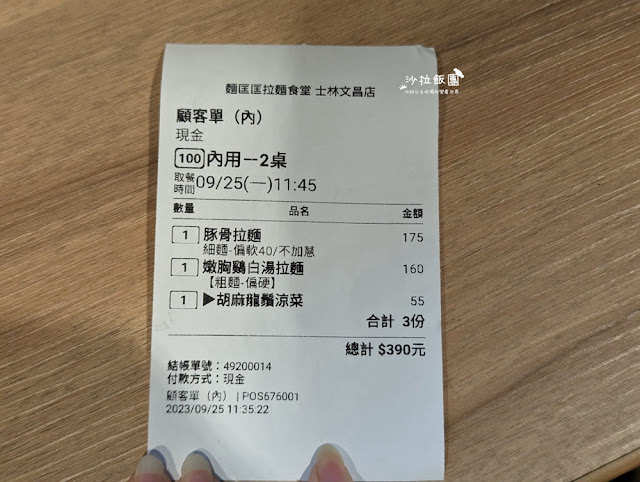 麵匡匡拉麵食堂 士林文昌店
沙拉飯團
顧客單（內）
現金
100 內用--2桌
取餐時間 09/25(一)11:45
數量 品名 金額
1 豚骨拉麵 175
細麵-偏軟40/不加蔥
1 嫩胸鷄白湯拉麵 160
【粗麵-偏硬】
1 ▶胡麻龍鬚涼菜 55
合計 3份
總計 $390元
結帳單號：49200014
付款方式：現金
顧客單（內） | POS676001
2023/09/25 11:35:22